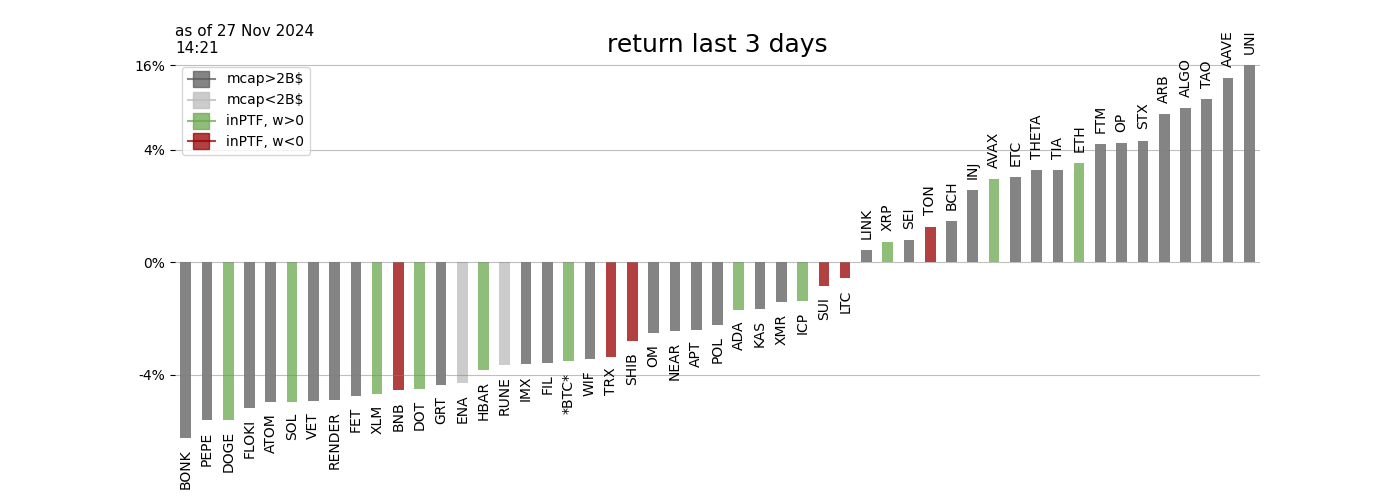 as of 27 Nov 2024
14:21
return last 3 days
16%
4%
0%
-4%
mcap>2B$
mcap<2B$
inPTF, w>0
inPTF, w<0
BONK
PEPE
DOGE
FLOKI
ATOM
SOL
VET
RENDER
FET
XLM
BNB
DOT
GRT
ENA
HBAR
RUNE
IMX
FIL
*BTC*
WIF
TRX
SHIB
OM
NEAR
APT
POL
ADA
KAS
XMR
ICP
SUI
LTC
LINK
XRP
SEI
TON
BCH
INJ
AVAX
ETC
THETA
TIA
ETH
FTM
OP
STX
ARB
ALGO
TAO
AAVE
UNI